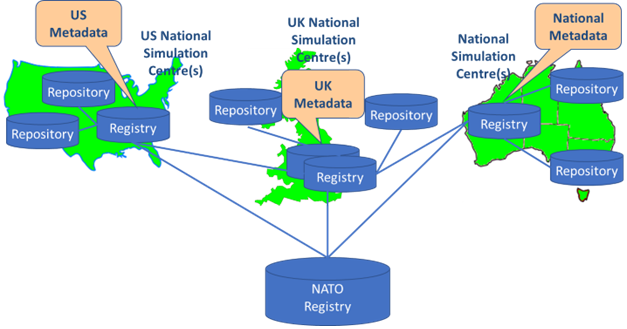 US
Metadata
US National
Simulation
Centre(s)
Repository
Repository
Registry
UK National
Simulation
Centre(s)
UK
Metadata
Repository
Repository
Registry
National
Simulation
Centre(s)
National
Metadata
Repository
Registry
Repository
NATO
Registry